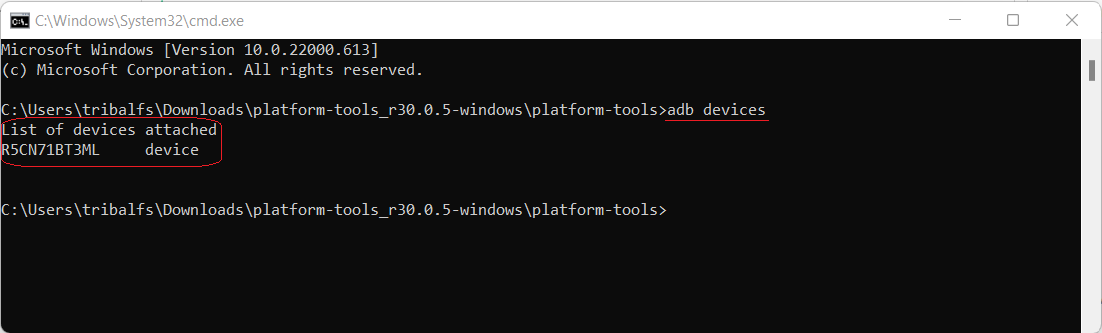 C:\Windows\System32\cmd.exe
Microsoft Windows [Version 10.0.22000.613]
(c) Microsoft Corporation. All rights reserved.
C:\Users\tribalfs\Downloads\platform-tools_r30.0.5-windows\platform-tools>adb devices
List of devices attached
R5CN71BT3ML     device
C:\Users\tribalfs\Downloads\platform-tools_r30.0.5-windows\platform-tools>